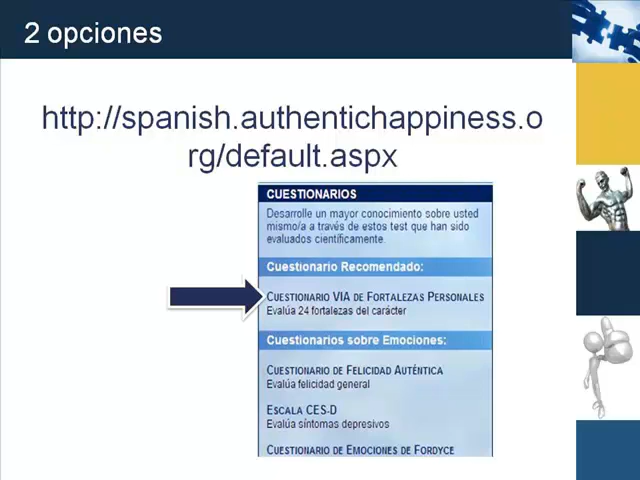 2 opciones
http://spanish.authentichappiness.o
rg/default.aspx
CUESTIONARIOS
Desarrolle un mayor conocimiento sobre usted
mismo/a a través de estos test que han sido
evaluados científicamente.
Cuestionario Recomendado:
CUESTIONARIO VIA DE FORTALEZAS PERSONALES
Evalúa 24 fortalezas del carácter
Cuestionarios sobre Emociones:
CUESTIONARIO DE FELICIDAD AUTÉNTICA
Evalúa felicidad general
ESCALA CES-D
Evalúa síntomas depresivos
CUESTIONARIO DE EMOCIONES DE FORDYCE